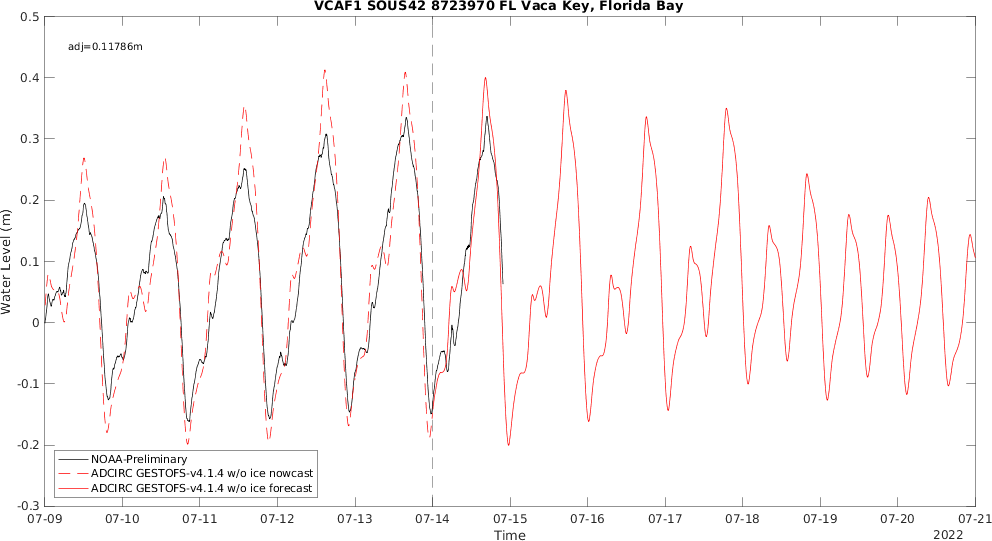 VCAF1 SOUS42 8723970 FL Vaca Key, Florida Bay
adj=0.11786m
0.5
0.4
0.3
0.2
0.1
0
-0.1
-0.2
-0.3
Water Level (m)
NOAA-Preliminary
ADCIRC GESTOFS-v4.1.4 w/o ice nowcast
ADCIRC GESTOFS-v4.1.4 w/o ice forecast
07-09 07-10 07-11 07-12 07-13 07-14 07-15 07-16 07-17 07-18 07-19 07-20 07-21
Time
2022